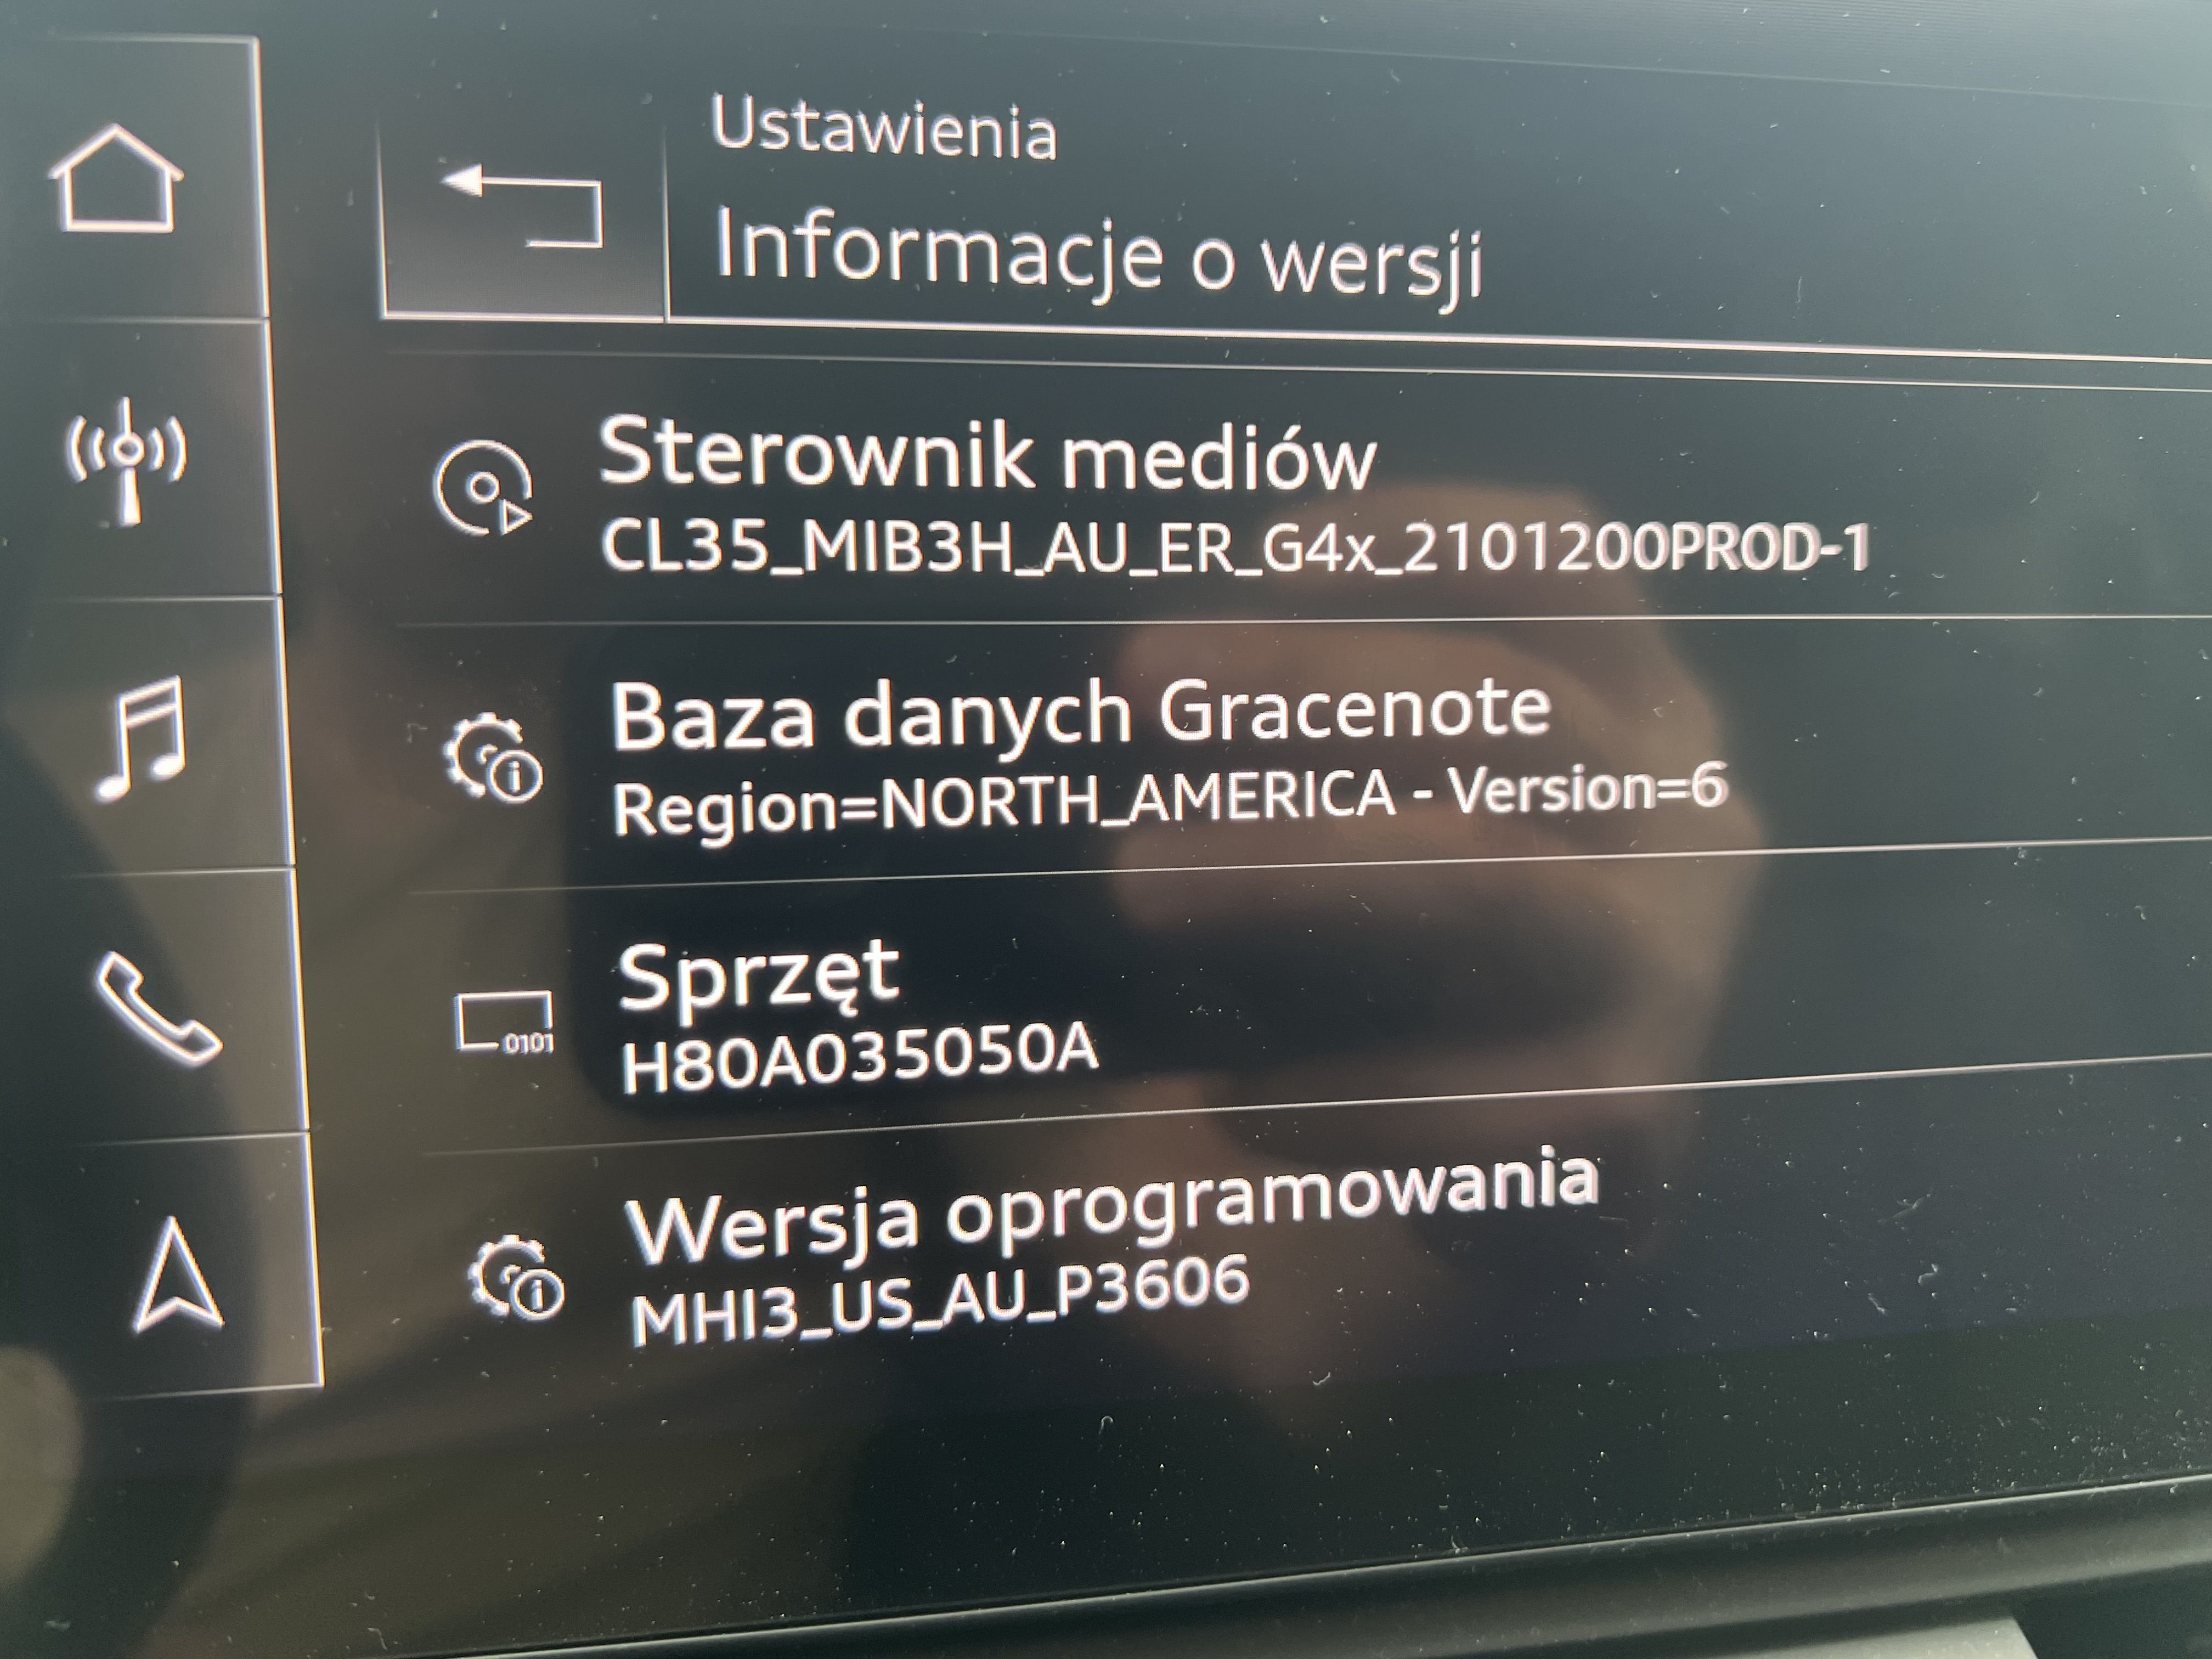 Ustawienia
Informacje o wersji
Sterownik mediów
CL35_MIB3H_AU_ER_G4x_2101200PROD-1
Baza danych Gracenote
Region=NORTH_AMERICA - Version=6
Sprzęt
0101
H80A035050A
Wersja oprogramowania
MHI3_US_AU_P3606